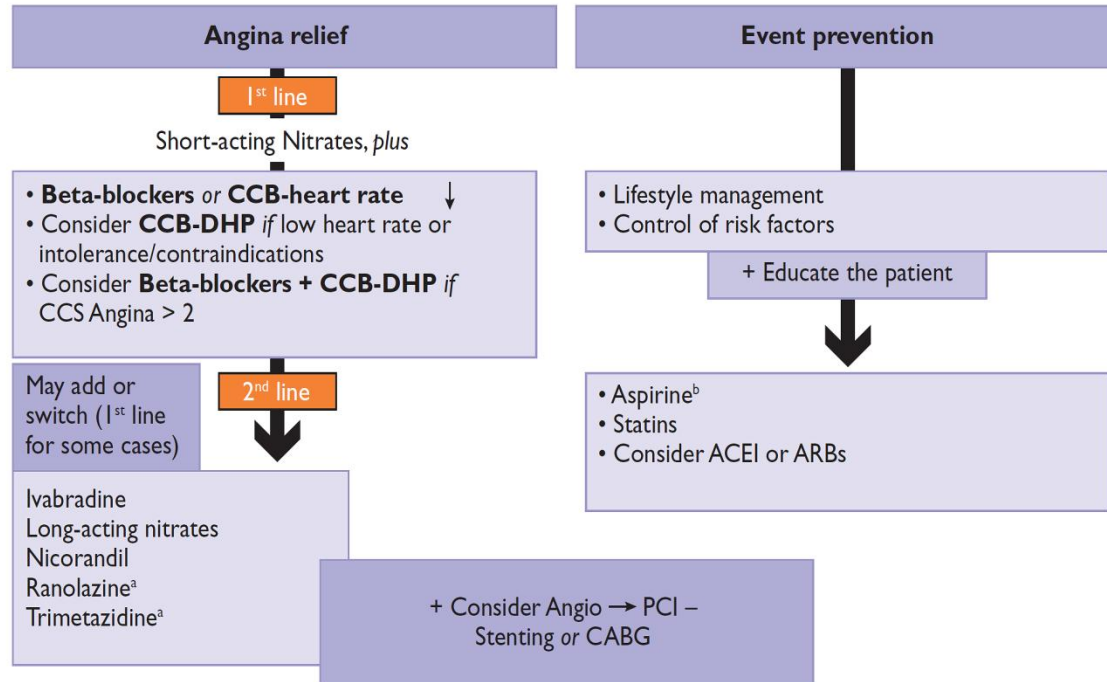 Angina relief
1st line
Short-acting Nitrates, plus
• Beta-blockers or CCB-heart rate ↓
• Consider CCB-DHP if low heart rate or
intolerance/contraindications
• Consider Beta-blockers + CCB-DHP if
CCS Angina > 2
May add or
switch (1st line
for some cases)
2nd line
Ivabradine
Long-acting nitrates
Nicorandil
Ranolazineᵃ
Trimetazidineᵃ
+ Consider Angio → PCI –
Stenting or CABG
Event prevention
• Lifestyle management
• Control of risk factors
+ Educate the patient
• Aspirineᵇ
• Statins
• Consider ACEI or ARBs